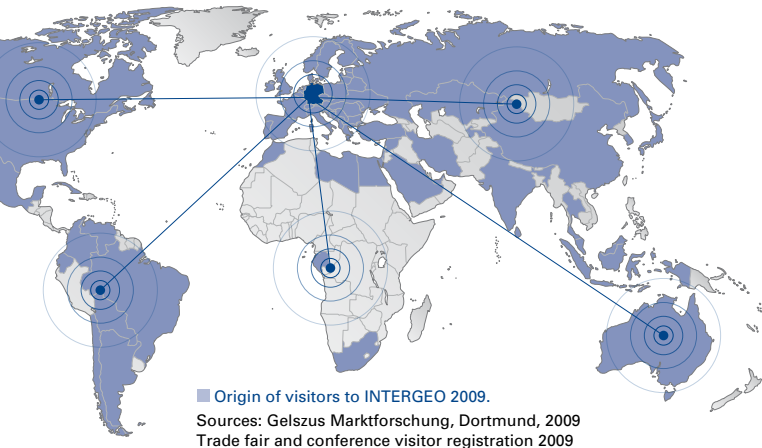 Origin of visitors to INTERGEO 2009.
Sources: Gelszus Marktforschung, Dortmund, 2009
Trade fair and conference visitor registration 2009